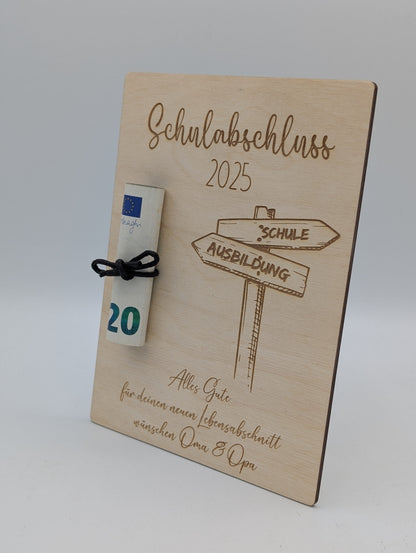 Schulabschluss
2025
SCHULE
AUSBILDUNG
20
Alles Gute
für deinen neuen Lebensabschnitt
wünschen Oma & Opa